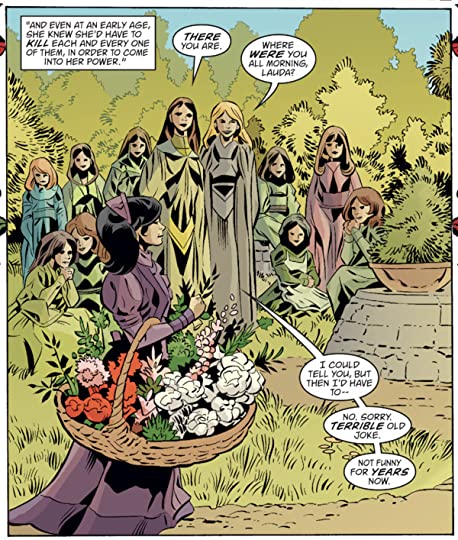 "AND EVEN AT AN EARLY AGE,
SHE KNEW SHE'D HAVE TO
KILL EACH AND EVERY ONE
OF THEM, IN ORDER TO COME
INTO HER POWER."
THERE
YOU ARE.
WHERE
WERE YOU
ALL MORNING,
LAUDA?
I COULD
TELL YOU, BUT
THEN I'D HAVE
TO--
NO. SORRY.
TERRIBLE OLD
JOKE.
NOT FUNNY
FOR YEARS
NOW.